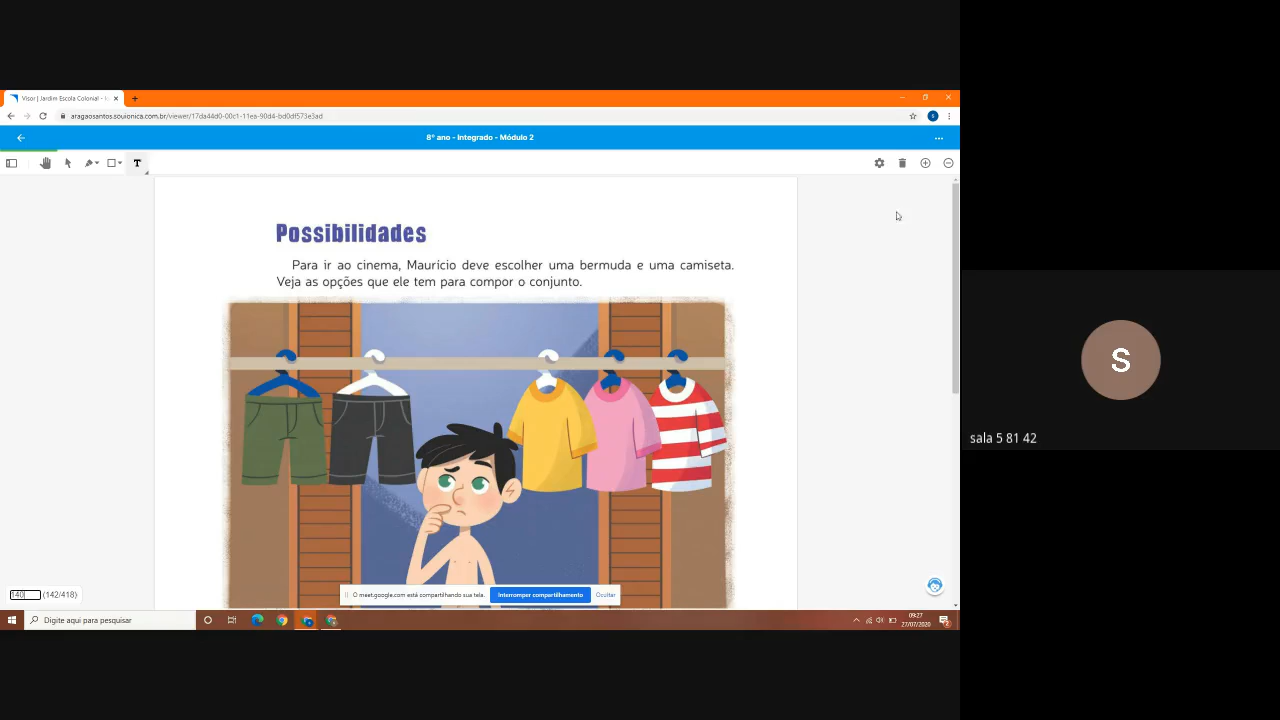 Visor | Jardim Escola Colonial - I
aragaosantos.souionica.com.br/viewer/17da44d0-00c1-11ea-90d4-bd0df573e3ad
8º ano - Integrado - Módulo 2
T
Possibilidades
Para ir ao cinema, Maurício deve escolher uma bermuda e uma camiseta.
Veja as opções que ele tem para compor o conjunto.
S
sala 5 81 42
140 (142/418)
O meet.google.com está compartilhando sua tela. Interromper compartilhamento Ocultar
Digite aqui para pesquisar
09:27
27/07/2020